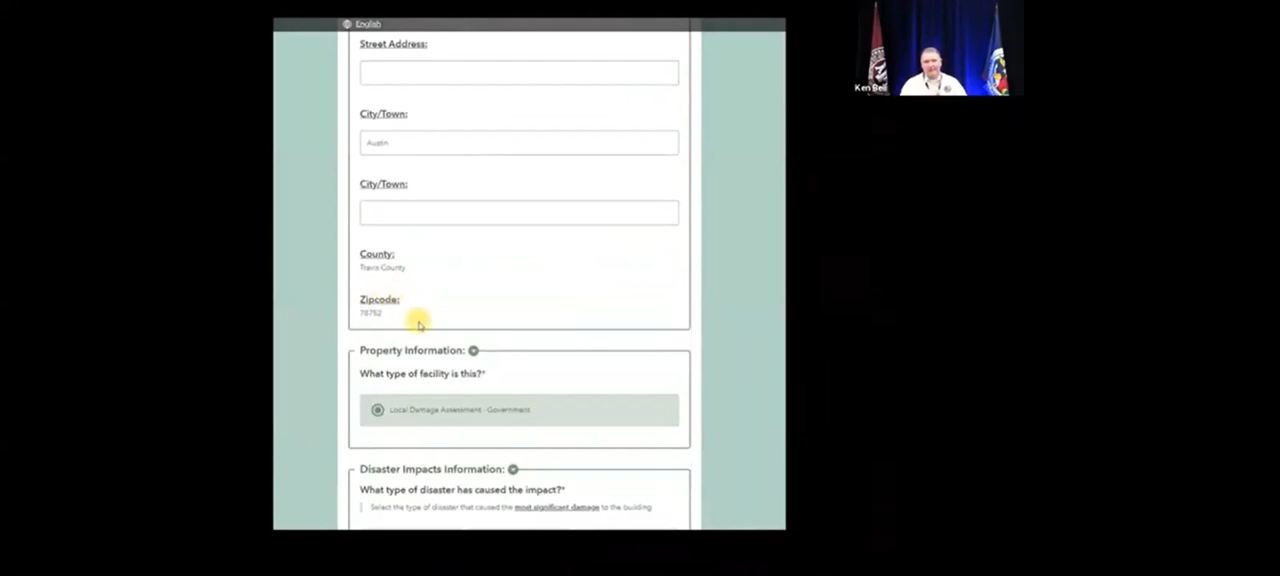 English
Street Address:
City/Town:
Austin
City/Town:
County:
Travis County
Zipcode:
78752
Property Information:
What type of facility is this?*
Local Damage Assessment - Government
Disaster Impacts Information:
What type of disaster has caused the impact?*
Select the type of disaster that caused the most significant damage to the building
Ken Bell